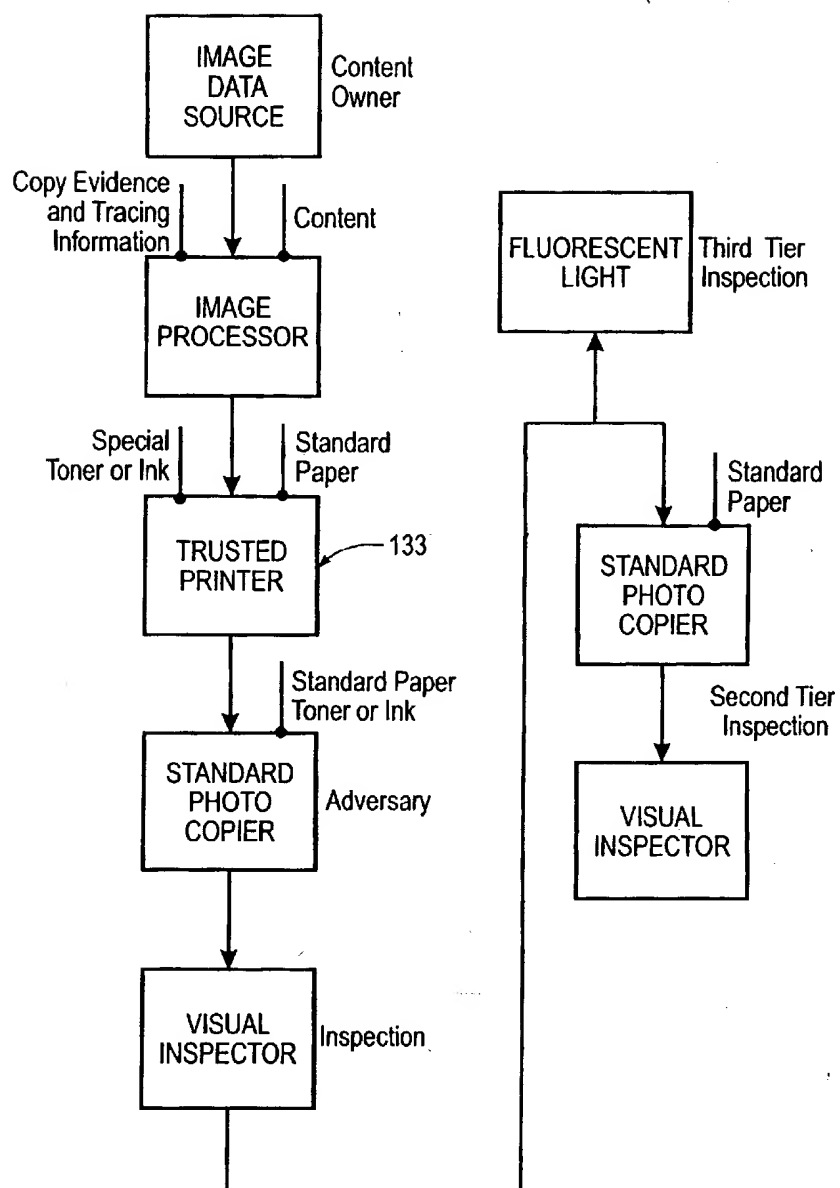 IMAGE
DATA
SOURCE
Content
Owner
Copy Evidence
and Tracing
Information
Content
IMAGE
PROCESSOR
Special
Toner or Ink
Standard
Paper
TRUSTED
PRINTER
133
Standard Paper
Toner or Ink
STANDARD
PHOTO
COPIER
Adversary
VISUAL
INSPECTOR
Inspection
FLUORESCENT
LIGHT
Third Tier
Inspection
Standard
Paper
STANDARD
PHOTO
COPIER
Second Tier
Inspection
VISUAL
INSPECTOR